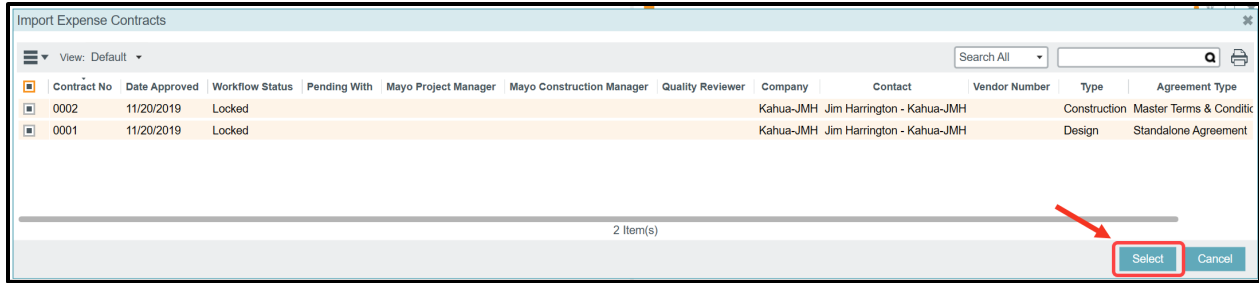 Import Expense Contracts
View: Default Search All
Contract No Date Approved Workflow Status Pending With Mayo Project Manager Mayo Construction Manager Quality Reviewer Company Contact Vendor Number Type Agreement Type
0002 11/20/2019 Locked Kahua-JMH Jim Harrington - Kahua-JMH Construction Master Terms & Conditic
0001 11/20/2019 Locked Kahua-JMH Jim Harrington - Kahua-JMH Design Standalone Agreement
2 Item(s)
Select Cancel